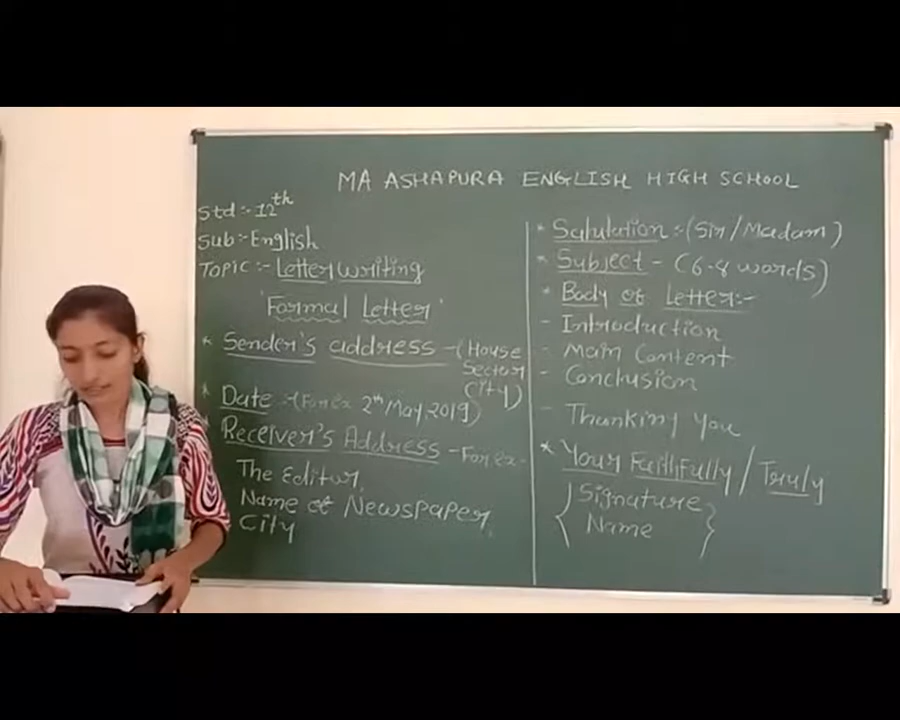 MA ASHAPURA ENGLISH HIGH SCHOOL
Std :- 12th
Sub :- English
TOPIC :- Letter Writing
'Formal Letter'
* Sender's address - (House
Sector
City)
* Date :- (For ex 2nd May 2019)
* Receiver's Address - For ex -
The Editor,
Name of Newspaper,
City
* Salutation :- (Sir/Madam)
* Subject - (6-8 words)
* Body of Letter :-
- Introduction
- Main Content
- Conclusion
- Thanking You
* Your Faithfully / Truly
{ Signature
Name }